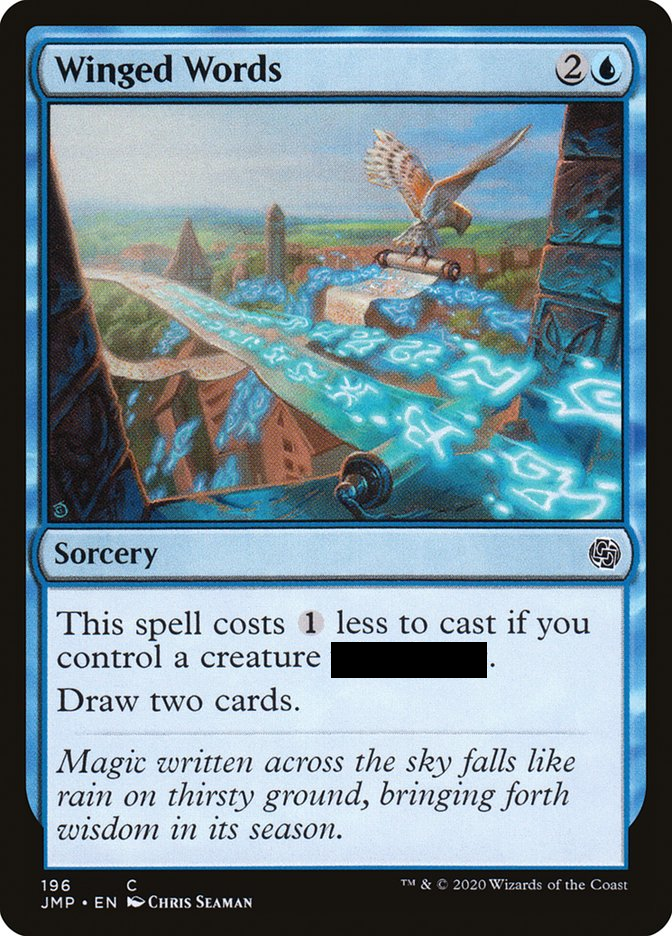 Winged Words 2
Sorcery
This spell costs 1 less to cast if you
control a creature .
Draw two cards.
Magic written across the sky falls like
rain on thirsty ground, bringing forth
wisdom in its season.
196 C
JMP • EN CHRIS SEAMAN
™ & © 2020 Wizards of the Coast